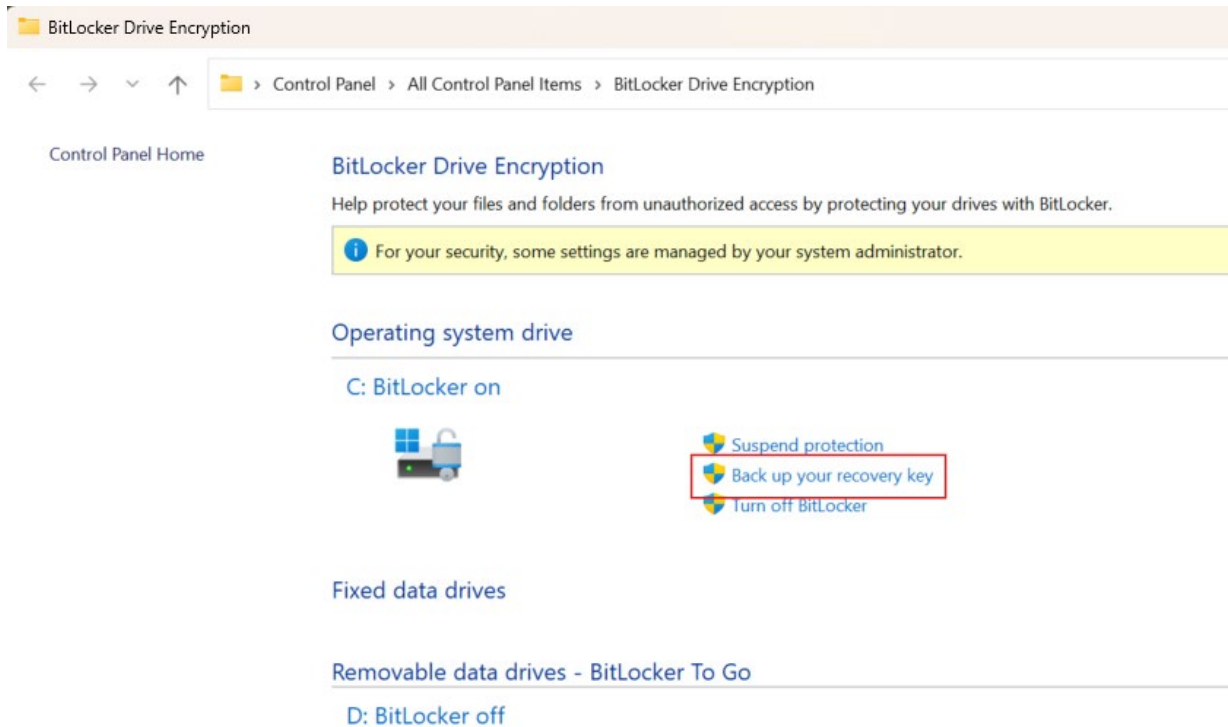 BitLocker Drive Encryption
Control Panel > All Control Panel Items > BitLocker Drive Encryption
Control Panel Home
BitLocker Drive Encryption
Help protect your files and folders from unauthorized access by protecting your drives with BitLocker.
For your security, some settings are managed by your system administrator.
Operating system drive
C: BitLocker on
Suspend protection
Back up your recovery key
Turn off BitLocker
Fixed data drives
Removable data drives - BitLocker To Go
D: BitLocker off